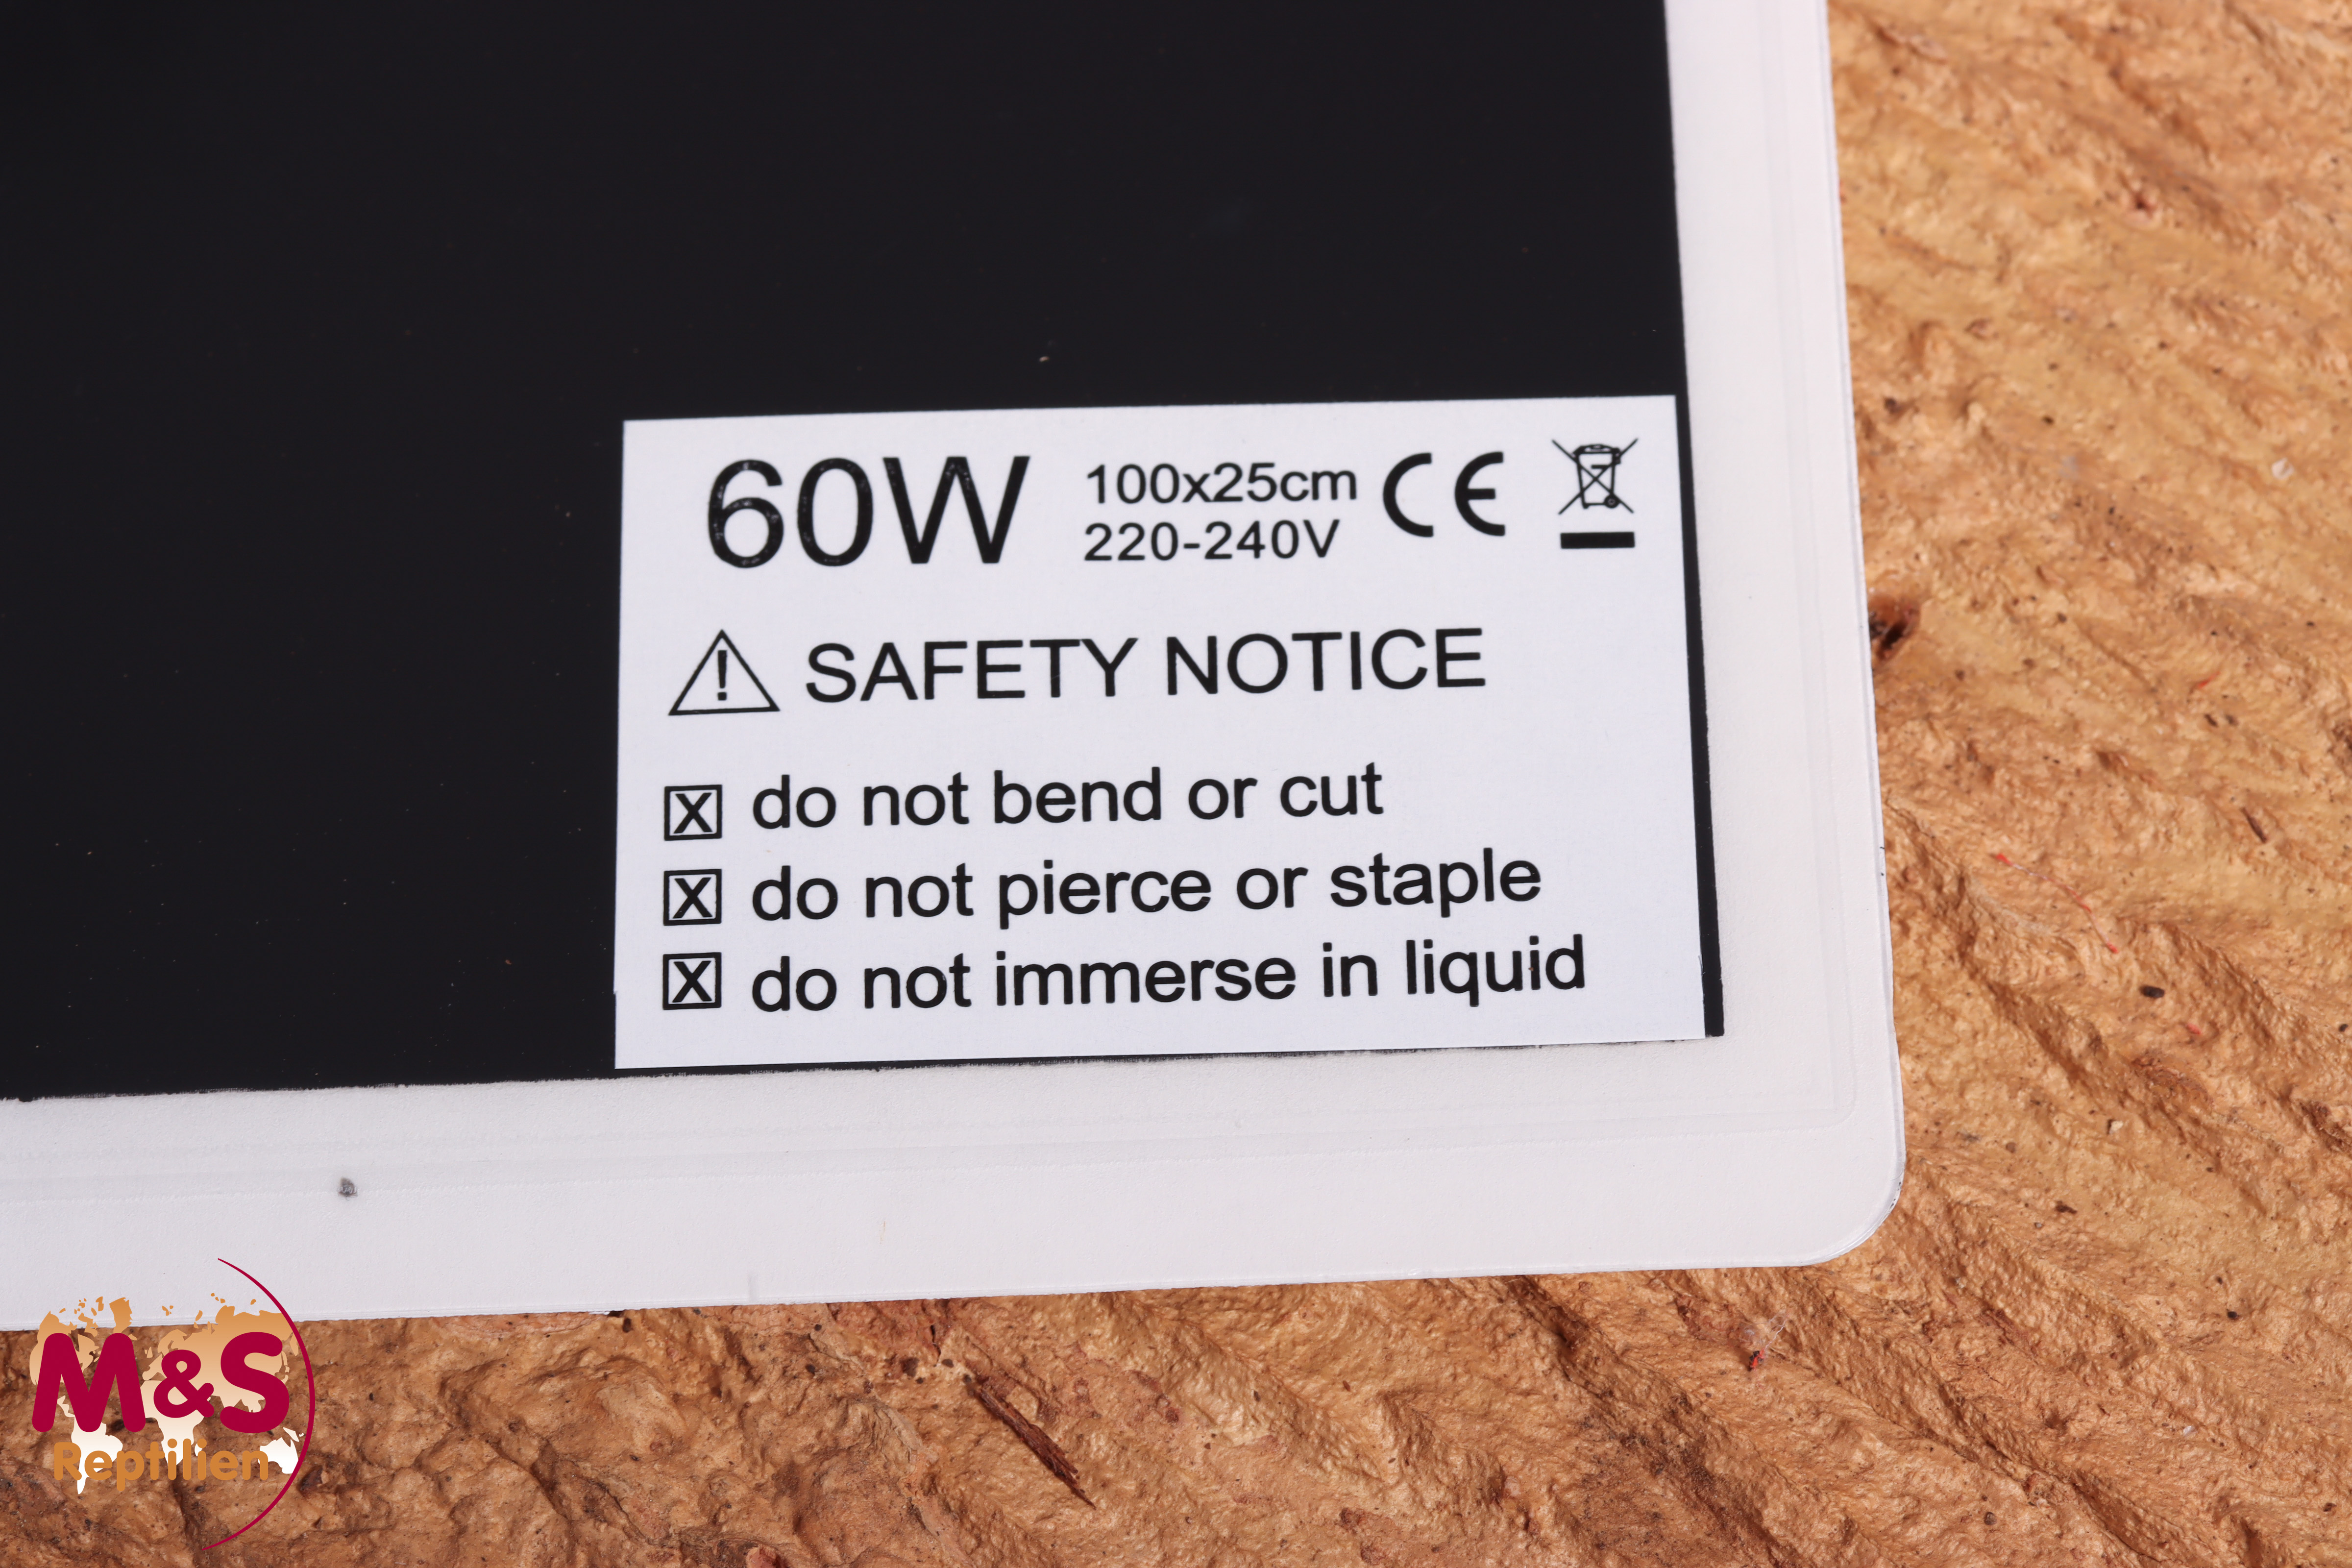 60W
100x25cm CE
220-240V
SAFETY NOTICE
X do not bend or cut
X do not pierce or staple
X do not immerse in liquid
M&S
Reptilien